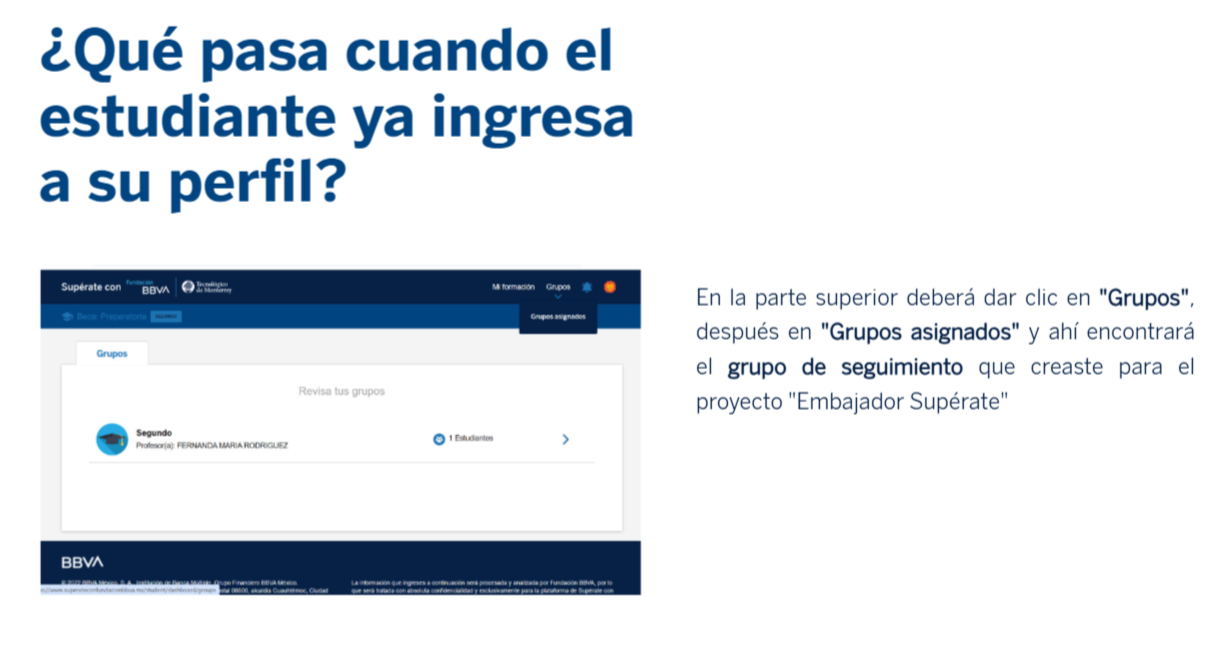 ¿Qué pasa cuando el
estudiante ya ingresa
a su perfil?
Supérate con Fundación BBVA Tecnológico de Monterrey
Mi formación Grupos
Beca: Preparatoria
Grupos asignados
Grupos
Revisa tus grupos
Segundo
Profesor(a): FERNANDA MARIA RODRIGUEZ
1 Estudiantes
BBVA
© 2022 BBVA México, S. A., Institución de Banca Múltiple, Grupo Financiero BBVA México.
06600, alcaldía Cuauhtémoc, Ciudad
La información que ingreses a continuación será procesada y analizada por Fundación BBVA, por lo
que será tratada con absoluta confidencialidad y exclusivamente para la plataforma de Supérate con
En la parte superior deberá dar clic en "Grupos",
después en "Grupos asignados" y ahí encontrará
el grupo de seguimiento que creaste para el
proyecto "Embajador Supérate"